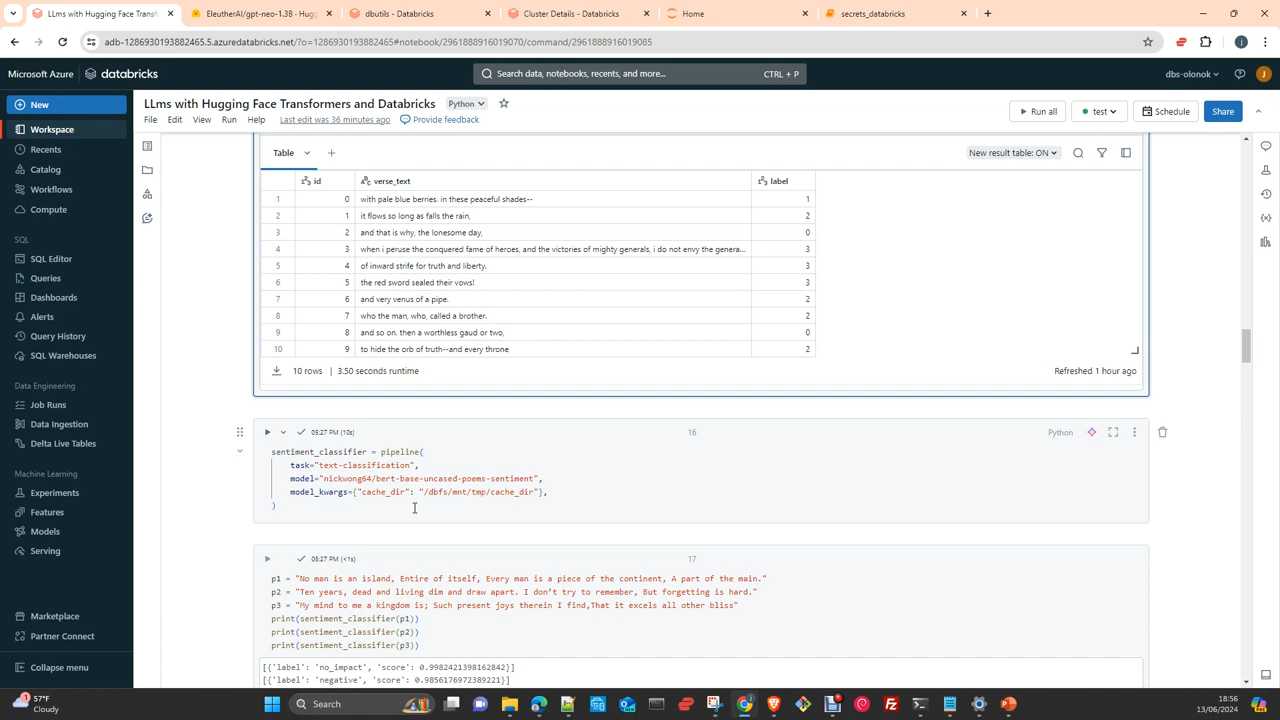 LLms with Hugging Face Transf
EleutherAI/gpt-neo-1.3B - Hugg
dbutils - Databricks
Cluster Details - Databricks
Home
secrets_databricks
adb-1286930193882465.5.azuredatabricks.net/?o=1286930193882465#notebook/2961888916019070/command/2961888916019085
Microsoft Azure
databricks
Search data, notebooks, recents, and more...
CTRL + P
dbs-olonok
J
New
Workspace
Recents
Catalog
Workflows
Compute
SQL
SQL Editor
Queries
Dashboards
Alerts
Query History
SQL Warehouses
Data Engineering
Job Runs
Data Ingestion
Delta Live Tables
Machine Learning
Experiments
Features
Models
Serving
Marketplace
Partner Connect
Collapse menu
LLms with Hugging Face Transformers and Databricks
Python
File Edit View Run Help Last edit was 36 minutes ago Provide feedback
Run all
test
Schedule
Share
Table
New result table: ON
id verse_text label
1 0 with pale blue berries. in these peaceful shades-- 1
2 1 it flows so long as falls the rain, 2
3 2 and that is why, the lonesome day, 0
4 3 when i peruse the conquered fame of heroes, and the victories of mighty generals, i do not envy the genera... 3
5 4 of inward strife for truth and liberty. 3
6 5 the red sword sealed their vows! 3
7 6 and very venus of a pipe. 2
8 7 who the man, who, called a brother. 2
9 8 and so on. then a worthless gaud or two, 0
10 9 to hide the orb of truth--and every throne 2
10 rows | 3.50 seconds runtime
Refreshed 1 hour ago
05:27 PM (10s)
16
Python
sentiment_classifier = pipeline(
task="text-classification",
model="nickwong64/bert-base-uncased-poems-sentiment",
model_kwargs={"cache_dir": "/dbfs/mnt/tmp/cache_dir"},
)
05:27 PM (<1s)
17
p1 = "No man is an island, Entire of itself, Every man is a piece of the continent, A part of the main."
p2 = "Ten years, dead and living dim and draw apart. I don’t try to remember, But forgetting is hard."
p3 = "My mind to me a kingdom is; Such present joys therein I find,That it excels all other bliss"
print(sentiment_classifier(p1))
print(sentiment_classifier(p2))
print(sentiment_classifier(p3))
[{'label': 'no_impact', 'score': 0.9982421398162842}]
[{'label': 'negative', 'score': 0.9856176972389221}]
1
57°F
Cloudy
Search
18:56
13/06/2024